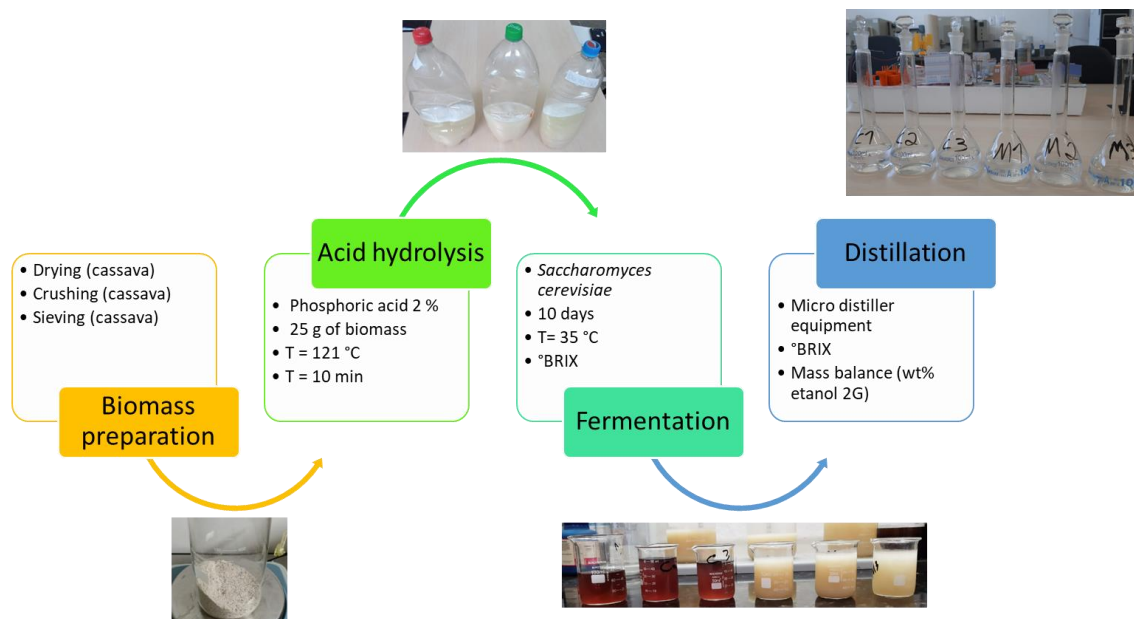 • Drying (cassava)
• Crushing (cassava)
• Sieving (cassava)
Biomass
preparation
Acid hydrolysis
• Phosphoric acid 2 %
• 25 g of biomass
• T = 121 °C
• T = 10 min
• Saccharomyces
cerevisiae
• 10 days
• T= 35 °C
• °BRIX
Fermentation
Distillation
• Micro distiller
equipment
• °BRIX
• Mass balance (wt%
etanol 2G)
C1
C2
C3
M1
M2
M3